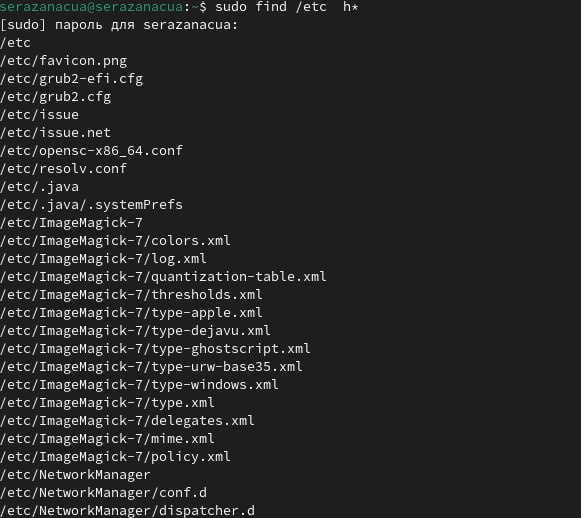 serazanacua@serazanacua:~$ sudo find /etc  h*
[sudo] пароль для serazanacua:
/etc
/etc/favicon.png
/etc/grub2-efi.cfg
/etc/grub2.cfg
/etc/issue
/etc/issue.net
/etc/opensc-x86_64.conf
/etc/resolv.conf
/etc/.java
/etc/.java/.systemPrefs
/etc/ImageMagick-7
/etc/ImageMagick-7/colors.xml
/etc/ImageMagick-7/log.xml
/etc/ImageMagick-7/quantization-table.xml
/etc/ImageMagick-7/thresholds.xml
/etc/ImageMagick-7/type-apple.xml
/etc/ImageMagick-7/type-dejavu.xml
/etc/ImageMagick-7/type-ghostscript.xml
/etc/ImageMagick-7/type-urw-base35.xml
/etc/ImageMagick-7/type-windows.xml
/etc/ImageMagick-7/type.xml
/etc/ImageMagick-7/delegates.xml
/etc/ImageMagick-7/mime.xml
/etc/ImageMagick-7/policy.xml
/etc/NetworkManager
/etc/NetworkManager/conf.d
/etc/NetworkManager/dispatcher.d